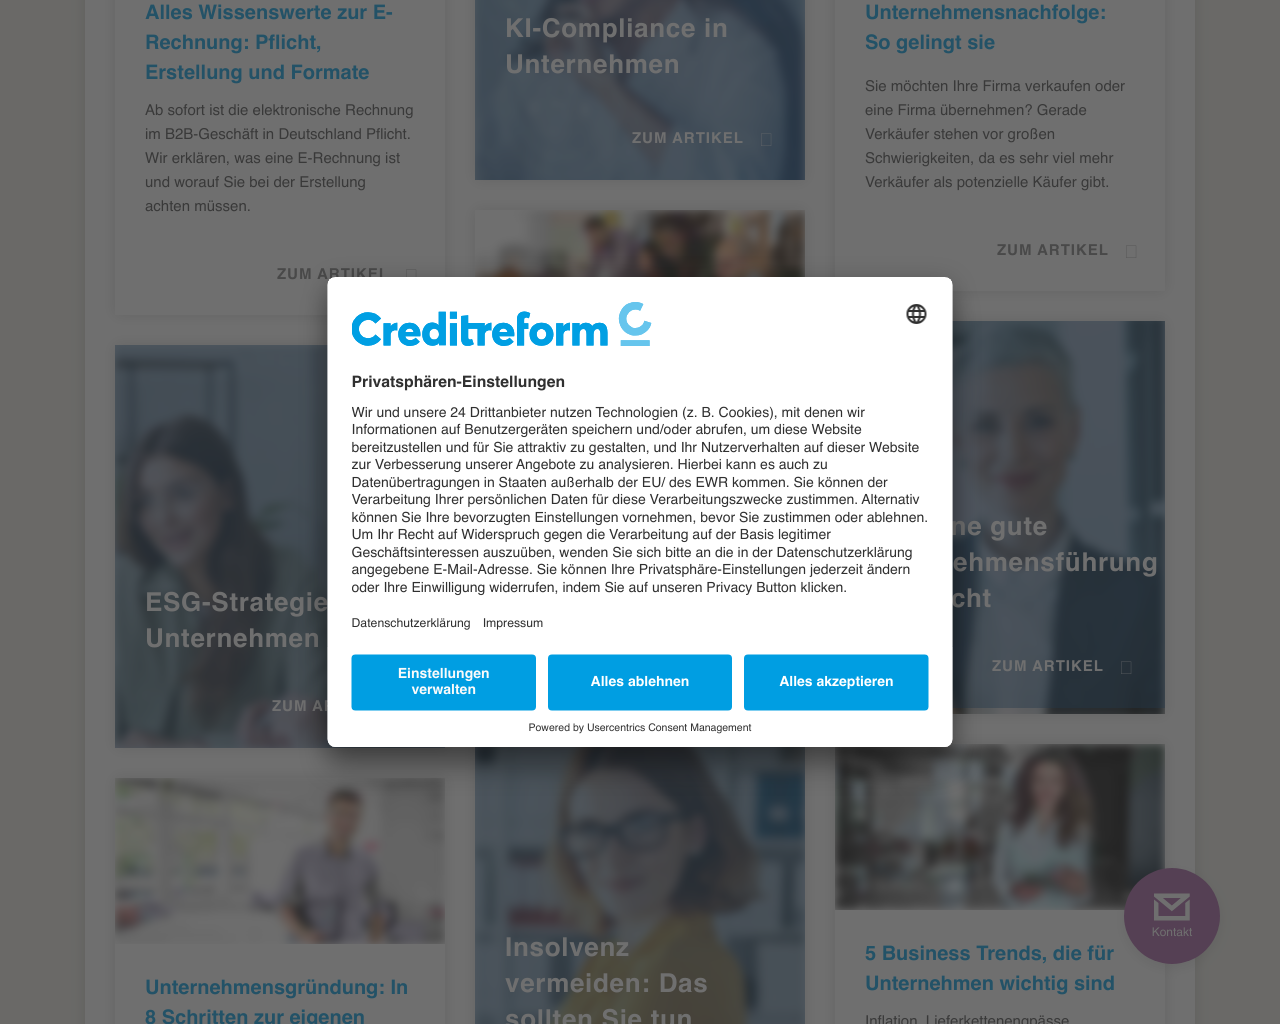 Alles Wissenswerte zur E-
Rechnung: Pflicht,
Erstellung und Formate
Ab sofort ist die elektronische Rechnung
im B2B-Geschäft in Deutschland Pflicht.
Wir erklären, was eine E-Rechnung ist
und worauf Sie bei der Erstellung
achten müssen.
ZUM ARTIKEL
KI-Compliance in
Unternehmen
ZUM ARTIKEL
Unternehmensnachfolge:
So gelingt sie
Sie möchten Ihre Firma verkaufen oder
eine Firma übernehmen? Gerade
Verkäufer stehen vor großen
Schwierigkeiten, da es sehr viel mehr
Verkäufer als potenzielle Käufer gibt.
ZUM ARTIKEL
Creditreform
Privatsphären-Einstellungen
Wir und unsere 24 Drittanbieter nutzen Technologien (z. B. Cookies), mit denen wir
Informationen auf Benutzergeräten speichern und/oder abrufen, um diese Website
bereitzustellen und für Sie attraktiv zu gestalten, und Ihr Nutzerverhalten auf dieser Website
zur Verbesserung unserer Angebote zu analysieren. Hierbei kann es auch zu
Datenübertragungen in Staaten außerhalb der EU/ des EWR kommen. Sie können der
Verarbeitung Ihrer persönlichen Daten für diese Verarbeitungszwecke zustimmen. Alternativ
können Sie Ihre bevorzugten Einstellungen vornehmen, bevor Sie zustimmen oder ablehnen.
Um Ihr Recht auf Widerspruch gegen die Verarbeitung auf der Basis legitimer
Geschäftsinteressen auszuüben, wenden Sie sich bitte an die in der Datenschutzerklärung
angegebene E-Mail-Adresse. Sie können Ihre Privatsphäre-Einstellungen jederzeit ändern
oder Ihre Einwilligung widerrufen, indem Sie auf unseren Privacy Button klicken.
Datenschutzerklärung Impressum
Einstellungen
verwalten
Alles ablehnen
Alles akzeptieren
Powered by Usercentrics Consent Management
ESG-Strategie
Unternehmen
ZUM A
ne gute
ehmensführung
cht
ZUM ARTIKEL
Unternehmensgründung: In
8 Schritten zur eigenen
Insolvenz
vermeiden: Das
sollten Sie tun
5 Business Trends, die für
Unternehmen wichtig sind
Inflation, Lieferkettenengpässe,
Kontakt